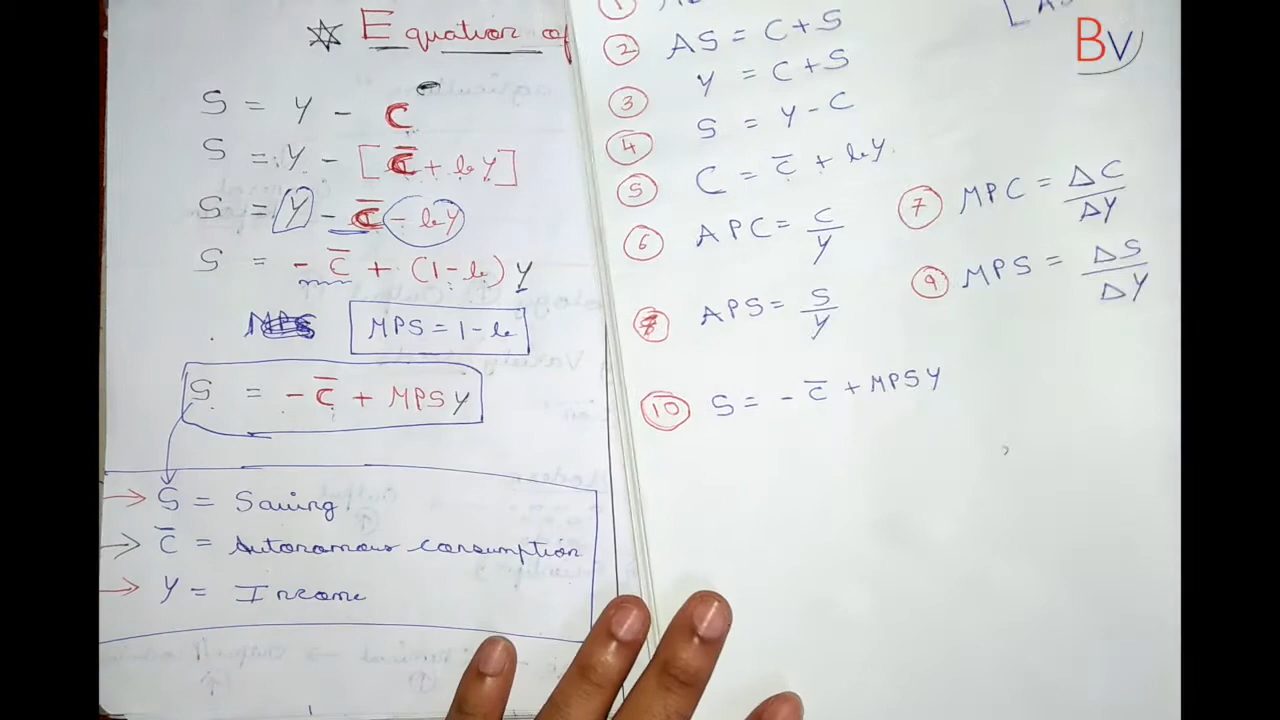 Equation of
S = Y - C
S = Y - [C̅ + bY]
S = Y - C̅ - bY
S = - C̅ + (1-b) Y
MPS = 1-b
S = - C̅ + MPS Y
S = Saving
C̅ = Autonomous consumption
Y = Income
1
2 AS = C+S
3 Y = C+S
4 S = Y-C
5 C = C̅ + bY
6 APC = C/Y
7 MPC = ΔC/ΔY
8 APS = S/Y
9 MPS = ΔS/ΔY
10 S = - C̅ + MPS Y
BV